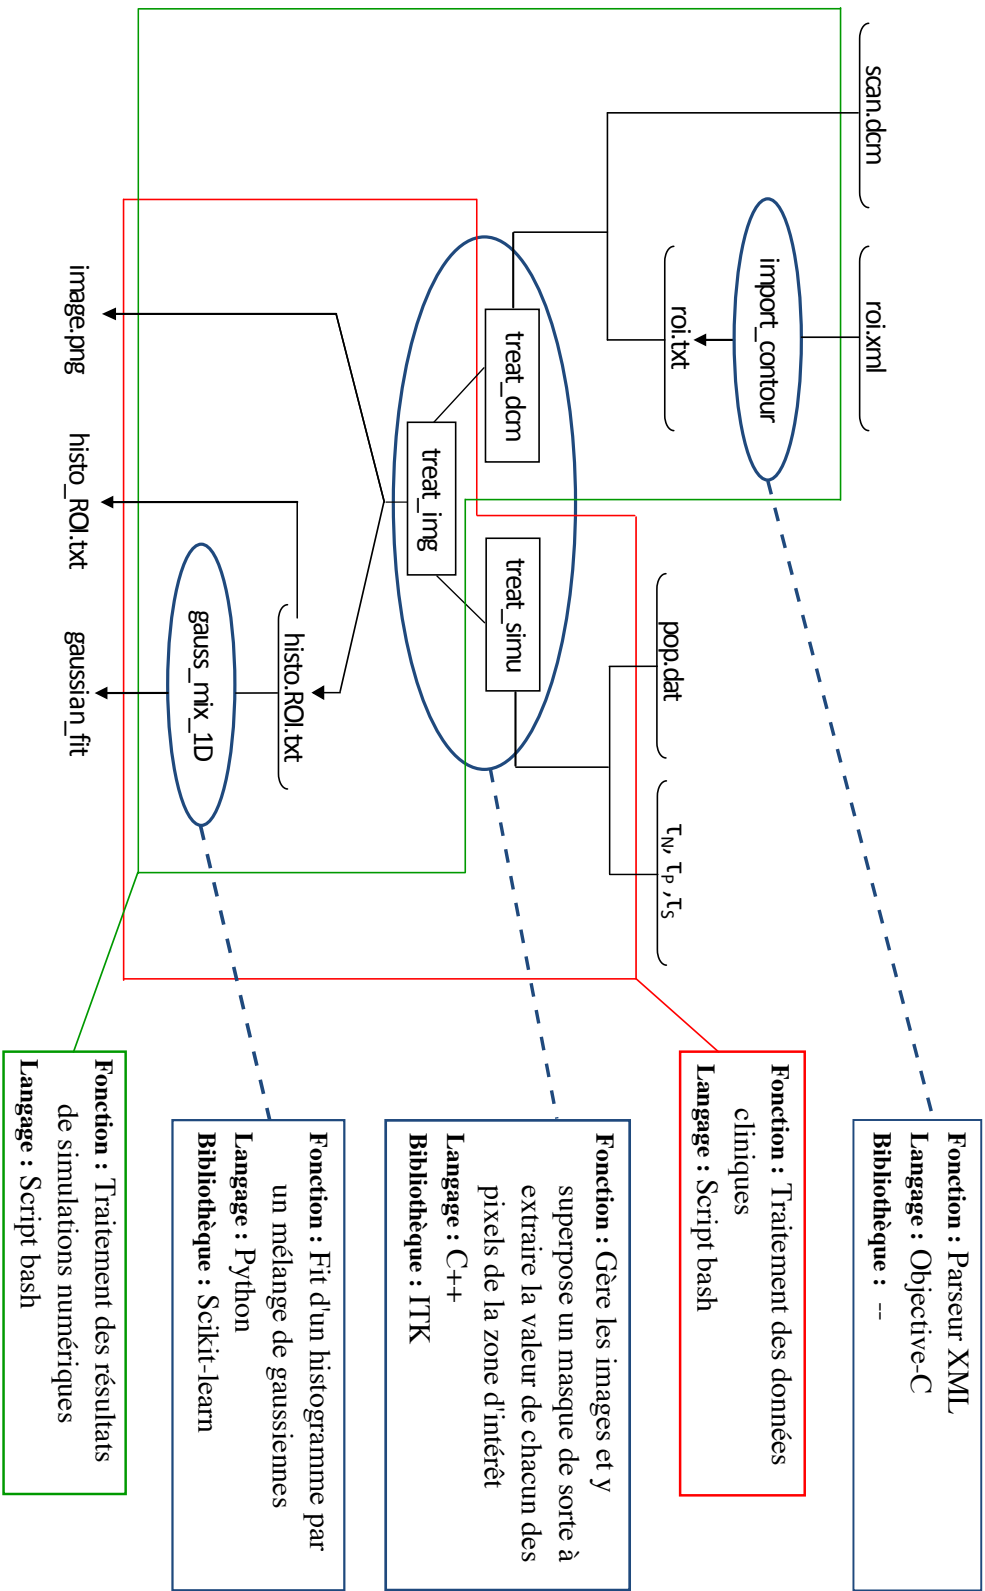 scan.dcm
roi.xml
import_contour
roi.txt
pop.dat
τN, τP ,τS
treat_dcm
treat_simu
treat_img
histo.ROI.txt
gauss_mix_1D
image.png
histo_ROI.txt
gaussian_fit
Fonction : Parseur XML
Langage : Objective-C
Bibliothèque : --
Fonction : Traitement des données
cliniques
Langage : Script bash
Fonction : Gère les images et y
superpose un masque de sorte à
extraire la valeur de chacun des
pixels de la zone d'intérêt
Langage : C++
Bibliothèque : ITK
Fonction : Fit d'un histogramme par
un mélange de gaussiennes
Langage : Python
Bibliothèque : Scikit-learn
Fonction : Traitement des résultats
de simulations numériques
Langage : Script bash